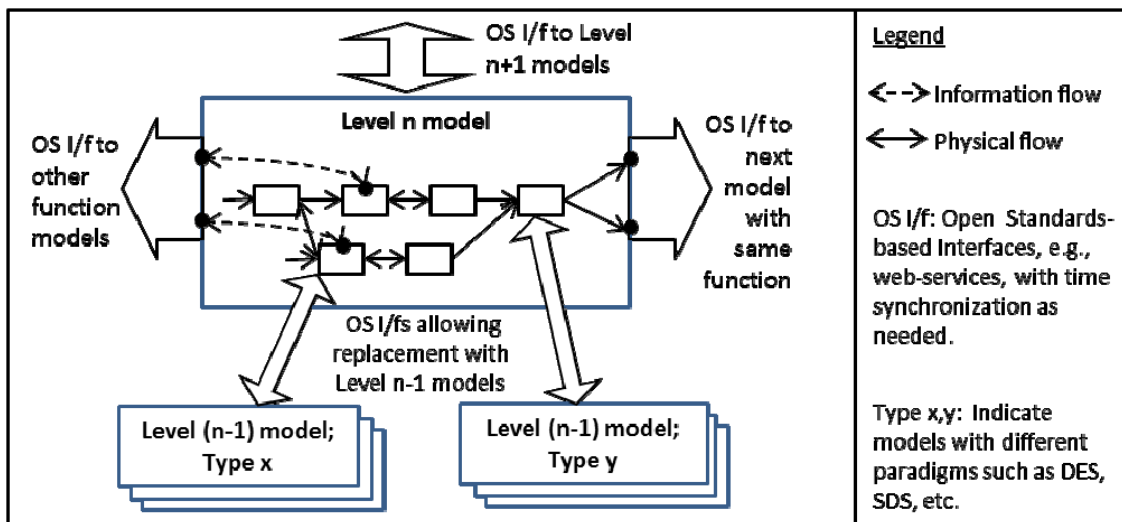 OS I/f to Level
n+1 models
Level n model
OS I/f to
other
function
models
OS I/f to
next
model
with
same
function
OS I/fs allowing
replacement with
Level n-1 models
Level (n-1) model;
Type x
Level (n-1) model;
Type y
Legend
Information flow
Physical flow
OS I/f: Open Standards-
based Interfaces, e.g.,
web-services, with time
synchronization as
needed.
Type x,y: Indicate
models with different
paradigms such as DES,
SDS, etc.